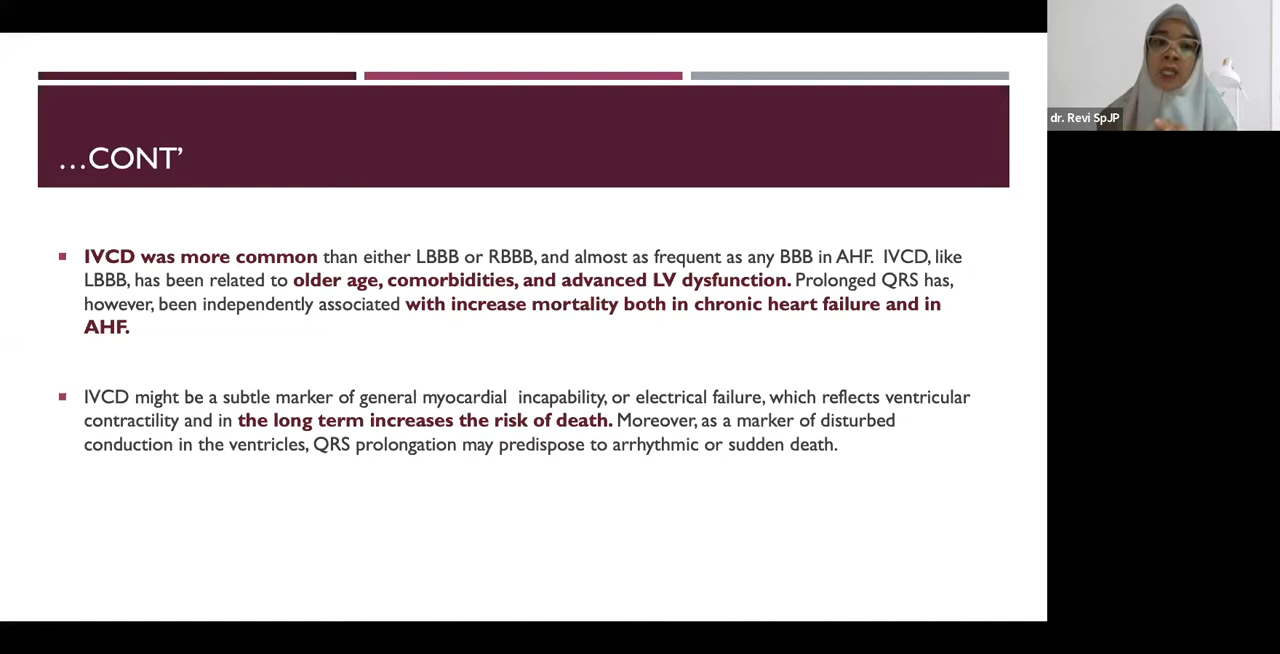 ...CONT’
IVCD was more common than either LBBB or RBBB, and almost as frequent as any BBB in AHF. IVCD, like
LBBB, has been related to older age, comorbidities, and advanced LV dysfunction. Prolonged QRS has,
however, been independently associated with increase mortality both in chronic heart failure and in
AHF.
IVCD might be a subtle marker of general myocardial incapability, or electrical failure, which reflects ventricular
contractility and in the long term increases the risk of death. Moreover, as a marker of disturbed
conduction in the ventricles, QRS prolongation may predispose to arrhythmic or sudden death.
dr. Revi SpJP